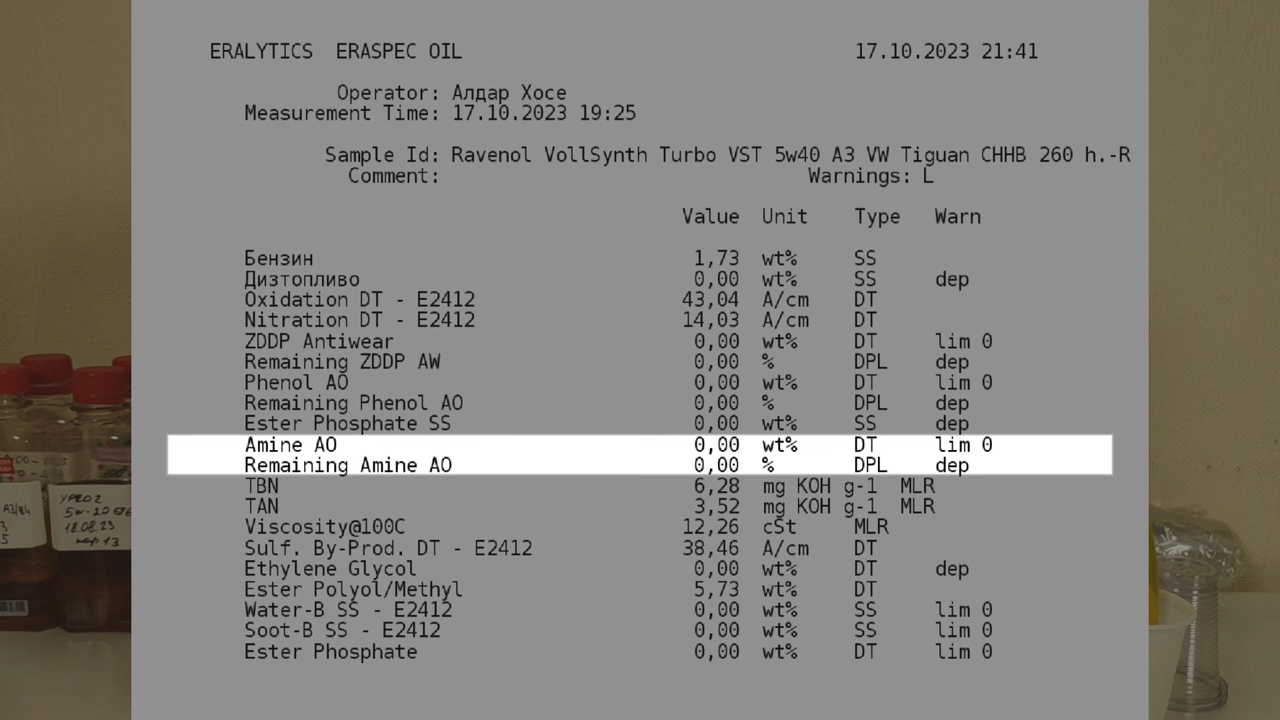 ERALYTICS ERASPEC OIL 17.10.2023 21:41
Operator: Алдар Хосе
Measurement Time: 17.10.2023 19:25
Sample Id: Ravenol VollSynth Turbo VST 5w40 A3 VW Tiguan CHHB 260 h.-R
Comment: Warnings: L
Value Unit Type Warn
Бензин 1,73 wt% SS
Дизтопливо 0,00 wt% SS dep
Oxidation DT - E2412 43,04 A/cm DT
Nitration DT - E2412 14,03 A/cm DT
ZDDP Antiwear 0,00 wt% DT lim 0
Remaining ZDDP AW 0,00 % DPL dep
Phenol AO 0,00 wt% DT lim 0
Remaining Phenol AO 0,00 % DPL dep
Ester Phosphate SS 0,00 wt% SS dep
Amine AO 0,00 wt% DT lim 0
Remaining Amine AO 0,00 % DPL dep
TBN 6,28 mg KOH g-1 MLR
TAN 3,52 mg KOH g-1 MLR
Viscosity@100C 12,26 cSt MLR
Sulf. By-Prod. DT - E2412 38,46 A/cm DT
Ethylene Glycol 0,00 wt% DT dep
Ester Polyol/Methyl 5,73 wt% DT
Water-B SS - E2412 0,00 wt% SS lim 0
Soot-B SS - E2412 0,00 wt% SS lim 0
Ester Phosphate 0,00 wt% DT lim 0
5w-20
18.08.23